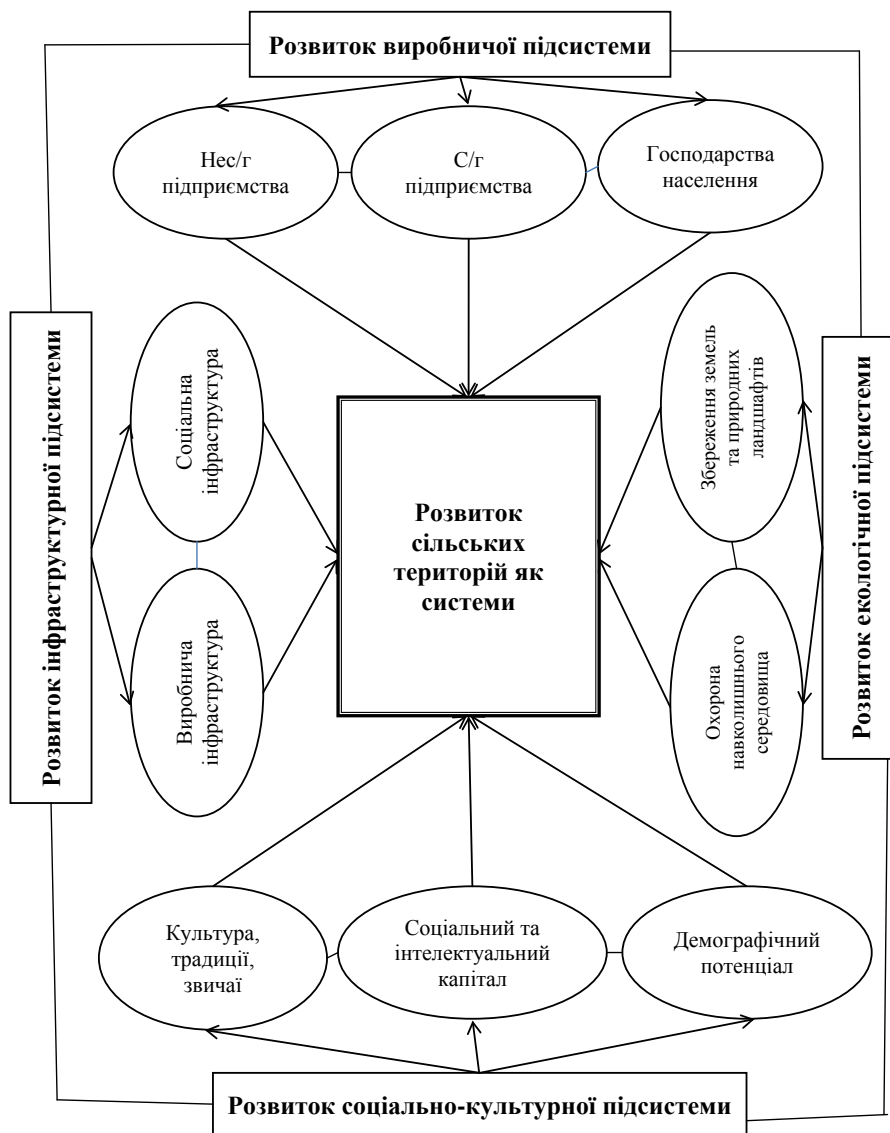 Розвиток виробничої підсистеми
Нес/г
підприємства
С/г
підприємства
Господарства
населення
Розвиток інфраструктурної підсистеми
Соціальна
інфраструктура
Виробнича
інфраструктура
Розвиток
сільських
територій як
системи
Збереження земель
та природних
ландшафтів
Охорона
навколишнього
середовища
Розвиток екологічної підсистеми
Культура,
традиції,
звичаї
Соціальний та
інтелектуальний
капітал
Демографічний
потенціал
Розвиток соціально-культурної підсистеми